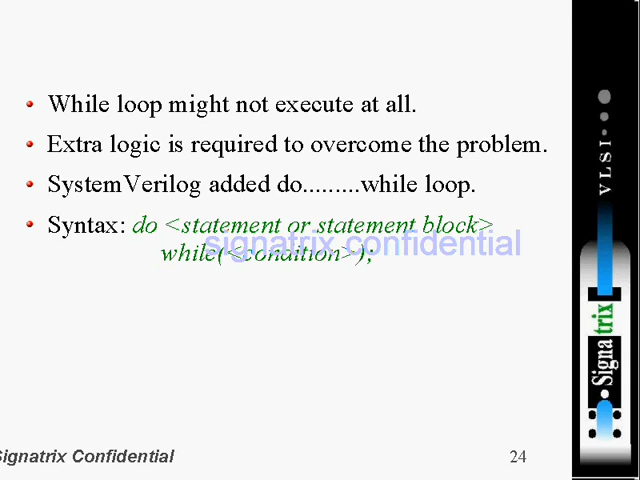 While loop might not execute at all.
Extra logic is required to overcome the problem.
SystemVerilog added do.........while loop.
Syntax: do <statement or statement block>
while(<condition>);
signatrix confidential
Signatrix Confidential
24
VLSI
Signatrix